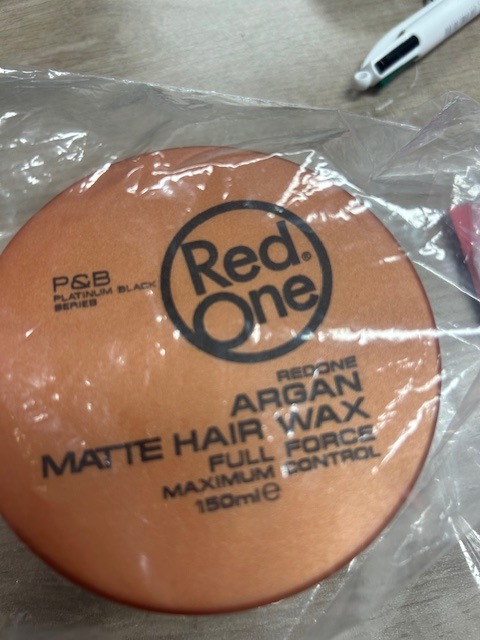 P&B
PLATINUM BLACK
SERIES
Red®
One
REDONE
ARGAN
MATTE HAIR WAX
FULL FORCE
MAXIMUM CONTROL
150ml ℮